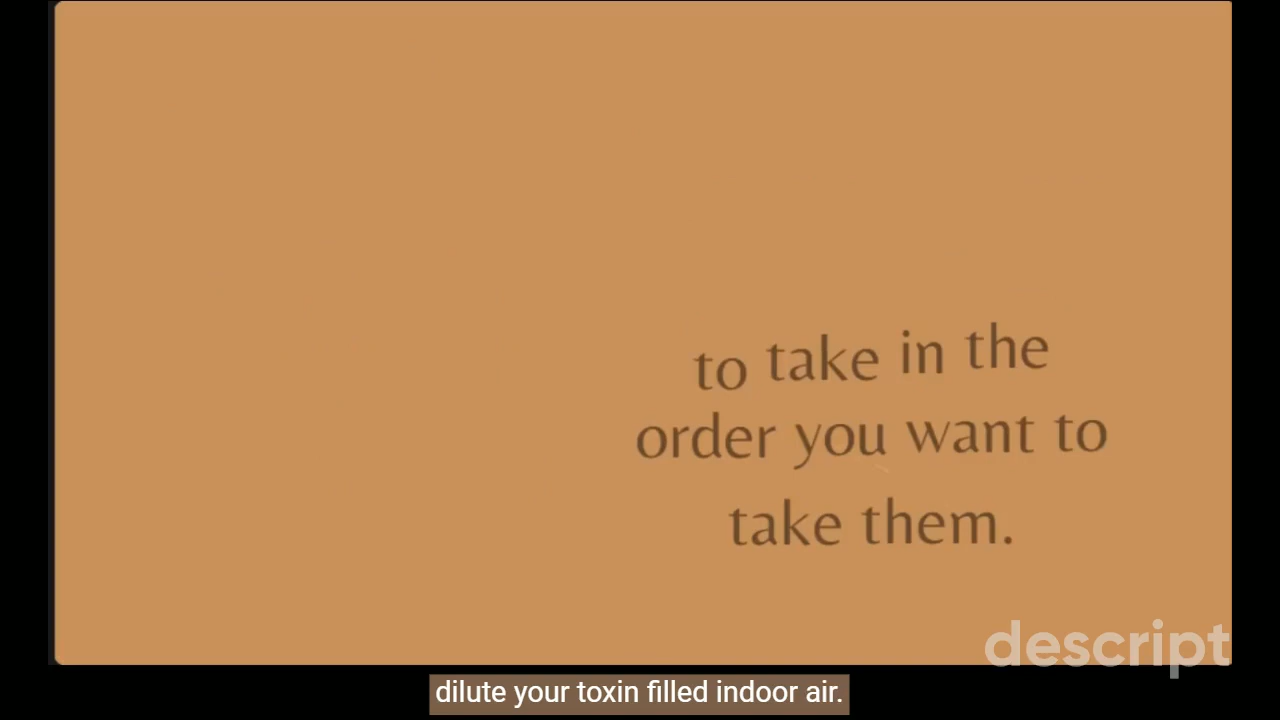 to take in the
order you want to
take them.
descript
dilute your toxin filled indoor air.